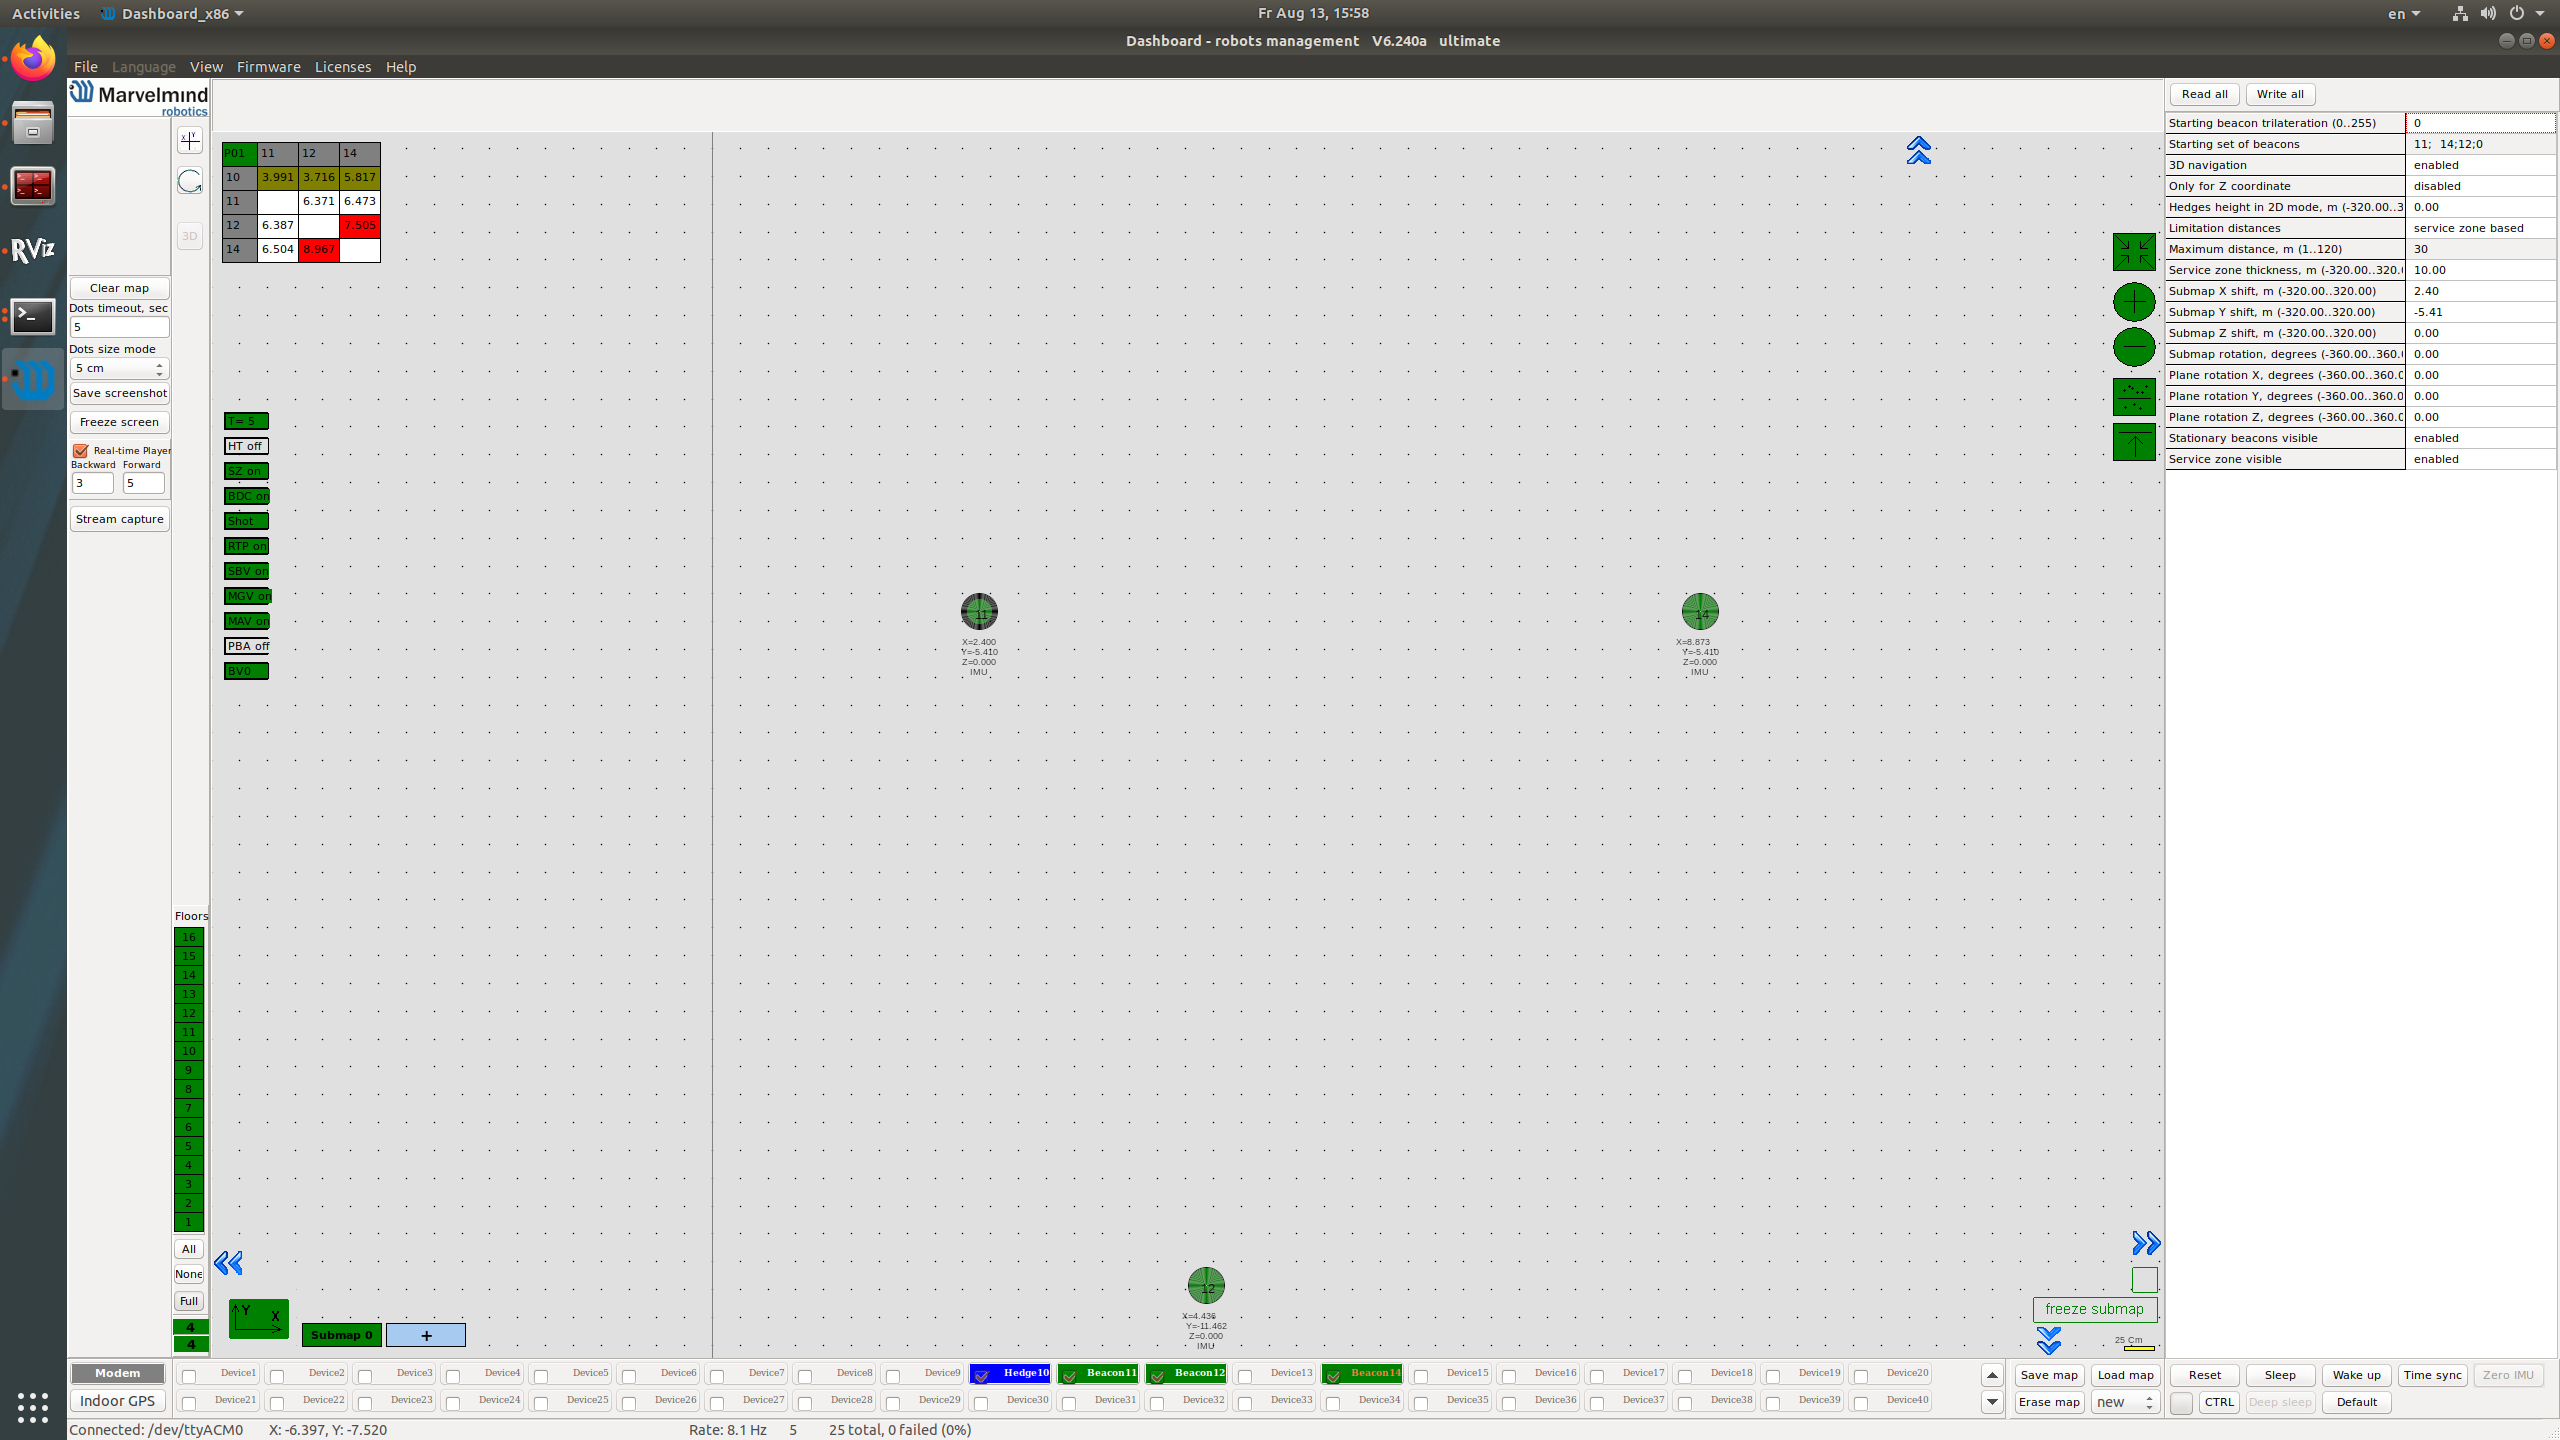 Activities Dashboard_x86 Fr Aug 13, 15:58 en
Dashboard - robots management V6.240a ultimate
File Language View Firmware Licenses Help
Marvelmind
robotics
RViz
>_
X Y
3D
Clear map
Dots timeout, sec
5
Dots size mode
5 cm
Save screenshot
Freeze screen
Real-time Player
Backward Forward
3 5
Stream capture
Floors
16
15
14
13
12
11
10
9
8
7
6
5
4
3
2
1
All
None
Full
4
4
P01 11 12 14
10 3.991 3.716 5.817
11 6.371 6.473
12 6.387 7.505
14 6.504 8.967
T= 5
HT off
SZ on
BDC on
Shot
RTP on
SBV on
MGV on
MAV on
PBA off
BV0
11
X=2.400
Y=-5.410
Z=0.000
IMU
14
X=8.873
Y=-5.410
Z=0.000
IMU
12
X=4.436
Y=-11.462
Z=0.000
IMU
Y X
Submap 0 +
freeze submap
25 Cm
Read all Write all
Starting beacon trilateration (0..255) 0
Starting set of beacons 11; 14;12;0
3D navigation enabled
Only for Z coordinate disabled
Hedges height in 2D mode, m (-320.00..3 0.00
Limitation distances service zone based
Maximum distance, m (1..120) 30
Service zone thickness, m (-320.00..320.( 10.00
Submap X shift, m (-320.00..320.00) 2.40
Submap Y shift, m (-320.00..320.00) -5.41
Submap Z shift, m (-320.00..320.00) 0.00
Submap rotation, degrees (-360.00..360.( 0.00
Plane rotation X, degrees (-360.00..360.0( 0.00
Plane rotation Y, degrees (-360.00..360.0( 0.00
Plane rotation Z, degrees (-360.00..360.0( 0.00
Stationary beacons visible enabled
Service zone visible enabled
Modem Device1 Device2 Device3 Device4 Device5 Device6 Device7 Device8 Device9 Hedge10 Beacon11 Beacon12 Device13 Beacon14 Device15 Device16 Device17 Device18 Device19 Device20 Save map Load map Reset Sleep Wake up Time sync Zero IMU
Indoor GPS Device21 Device22 Device23 Device24 Device25 Device26 Device27 Device28 Device29 Device30 Device31 Device32 Device33 Device34 Device35 Device36 Device37 Device38 Device39 Device40 Erase map new CTRL Deep sleep Default
Connected: /dev/ttyACM0 X: -6.397, Y: -7.520 Rate: 8.1 Hz 5 25 total, 0 failed (0%)